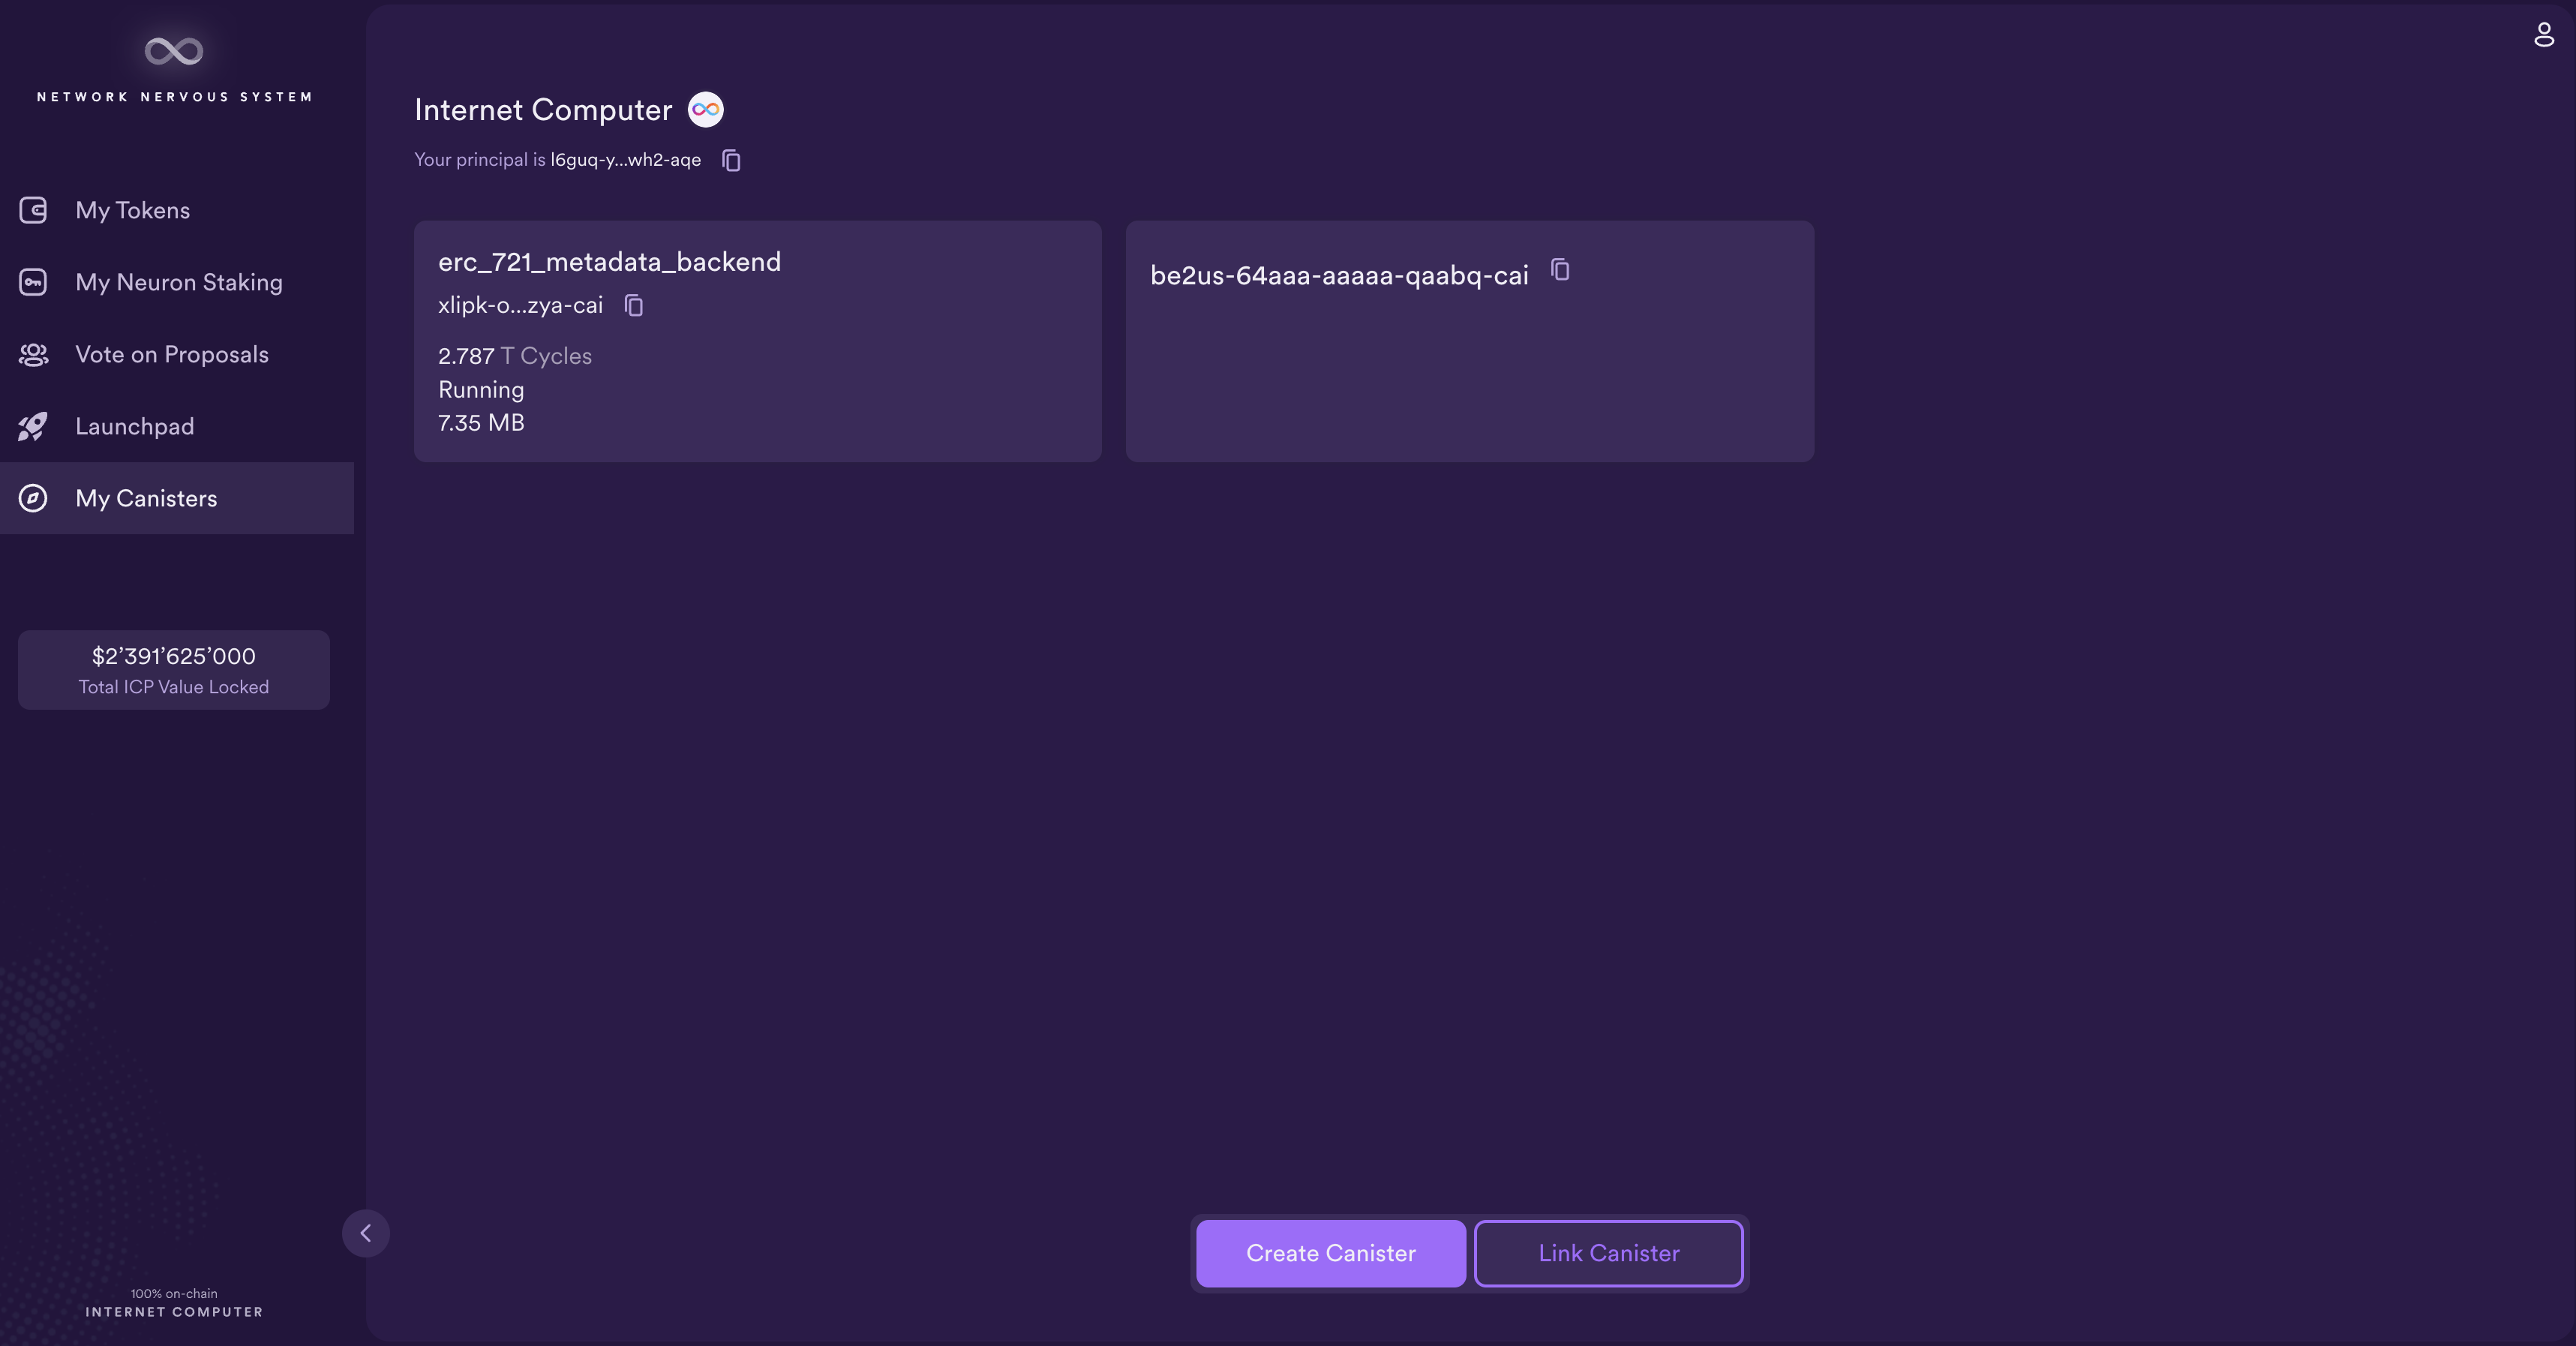 NETWORK NERVOUS SYSTEM
My Tokens
My Neuron Staking
Vote on Proposals
Launchpad
My Canisters
$2’391’625’000
Total ICP Value Locked
100% on-chain
INTERNET COMPUTER
Internet Computer
Your principal is l6guq-y...wh2-aqe
erc_721_metadata_backend
xlipk-o...zya-cai
2.787 T Cycles
Running
7.35 MB
be2us-64aaa-aaaaa-qaabq-cai
Create Canister
Link Canister